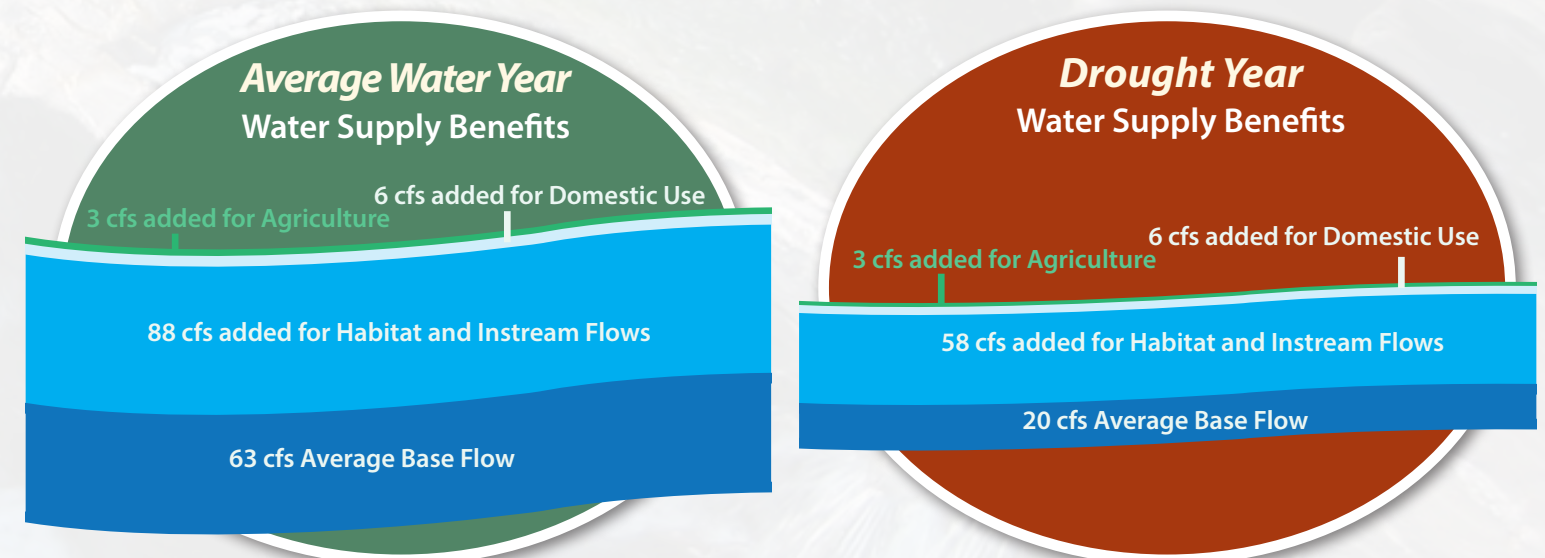 Average Water Year
Water Supply Benefits
6 cfs added for Domestic Use
3 cfs added for Agriculture
88 cfs added for Habitat and Instream Flows
63 cfs Average Base Flow
Drought Year
Water Supply Benefits
6 cfs added for Domestic Use
3 cfs added for Agriculture
58 cfs added for Habitat and Instream Flows
20 cfs Average Base Flow